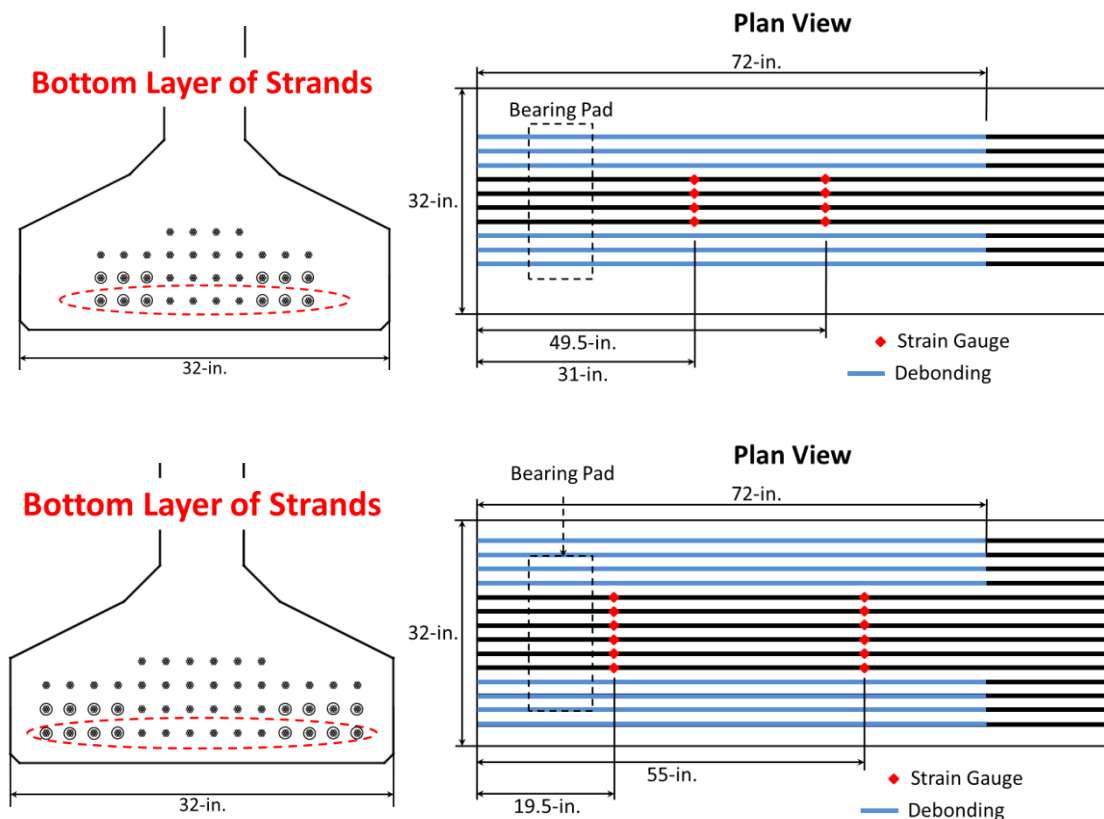 Plan View
Bottom Layer of Strands
72-in.
Bearing Pad
32-in.
49.5-in.
31-in.
Strain Gauge
Debonding
32-in.
Plan View
Bottom Layer of Strands
Bearing Pad
72-in.
32-in.
55-in.
19.5-in.
Strain Gauge
Debonding
32-in.